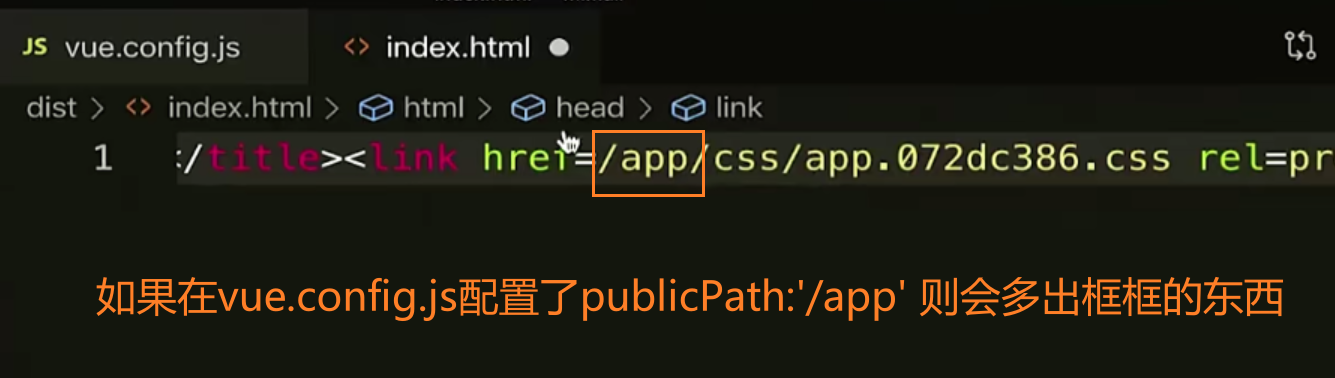 JS vue.config.js <> index.html
dist > <> index.html > html > head > link
1 </title><link href=/app/css/app.072dc386.css rel=pr
如果在vue.config.js配置了publicPath:'/app' 则会多出框框的东西